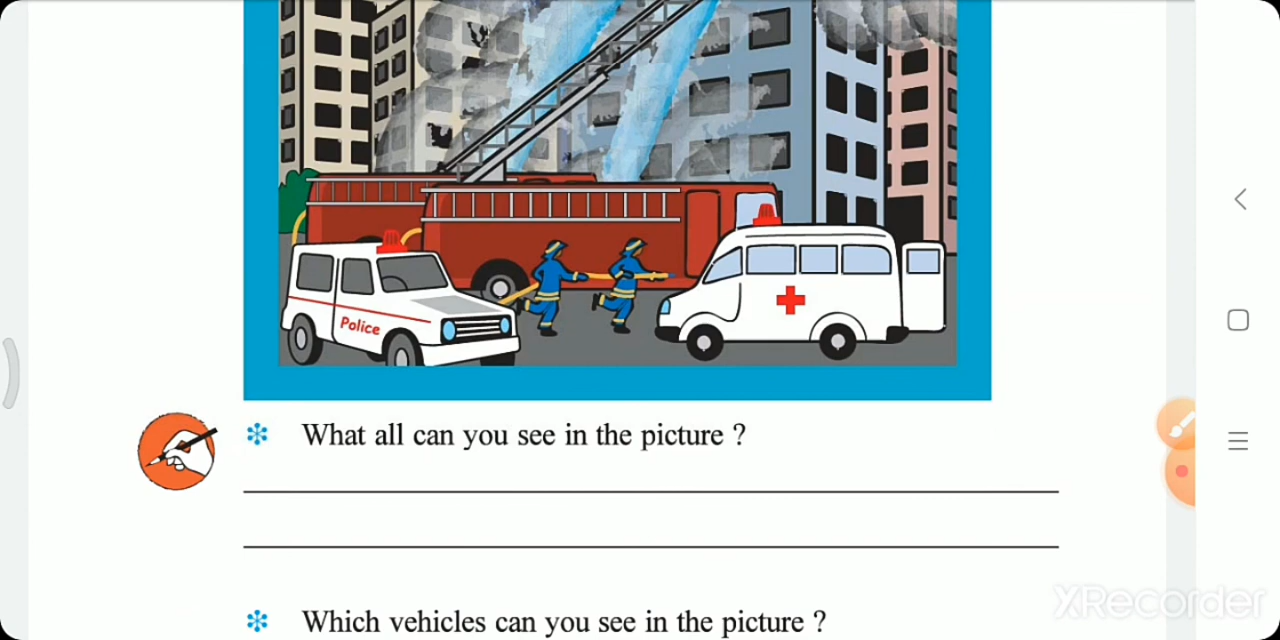 Police
What all can you see in the picture ?
Which vehicles can you see in the picture ?
XRecorder